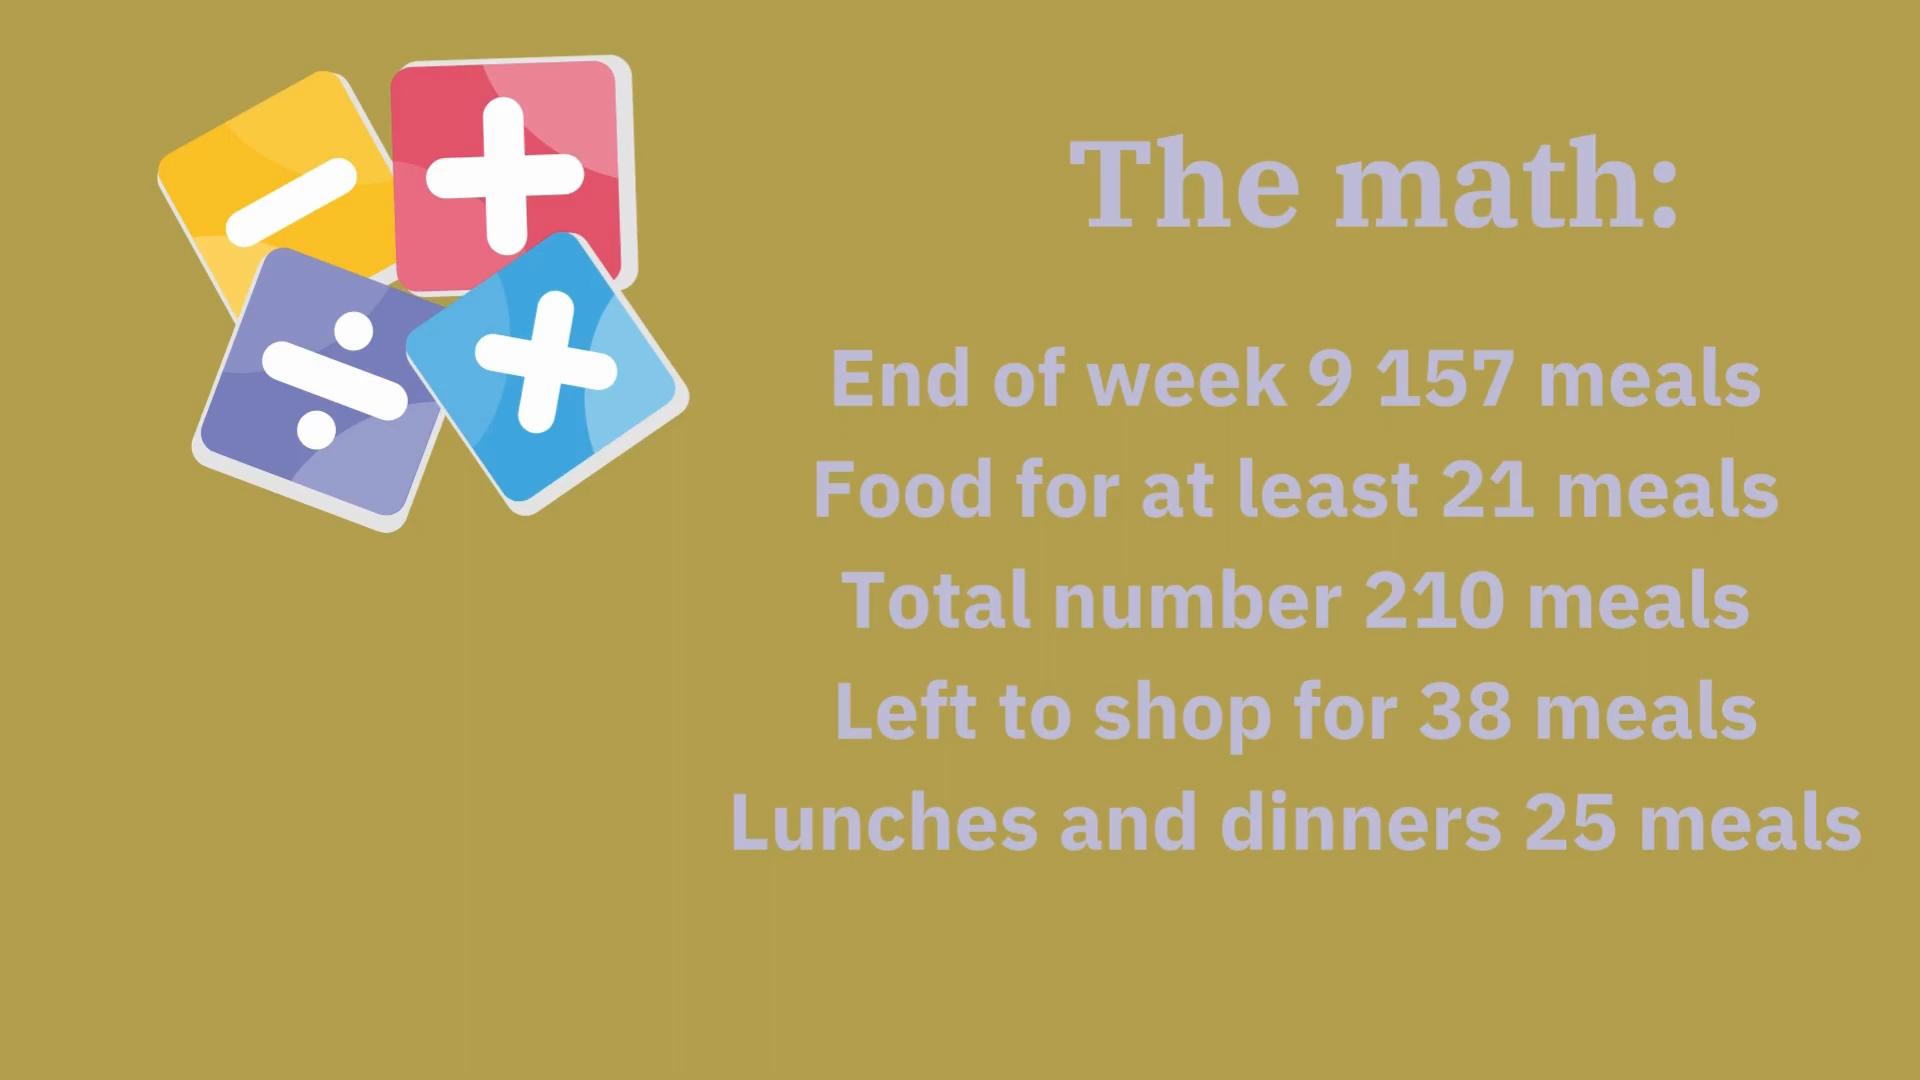 The math:
End of week 9 157 meals
Food for at least 21 meals
Total number 210 meals
Left to shop for 38 meals
Lunches and dinners 25 meals